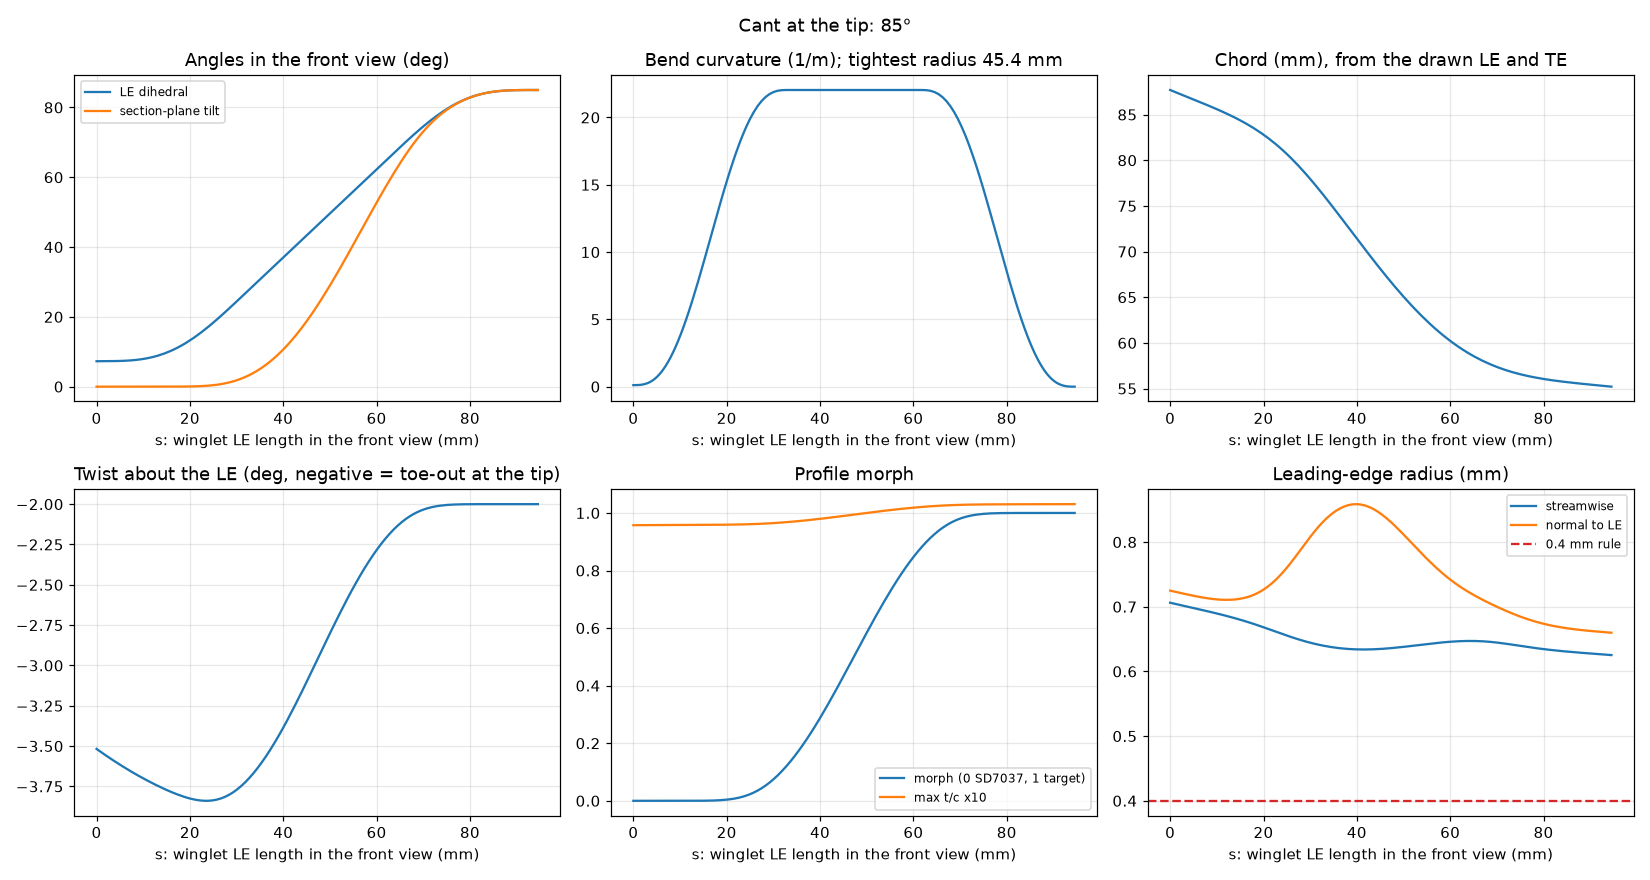 Cant at the tip: 85°
Angles in the front view (deg)
LE dihedral
section-plane tilt
80
60
40
20
0
0 20 40 60 80
s: winglet LE length in the front view (mm)
Bend curvature (1/m); tightest radius 45.4 mm
20
15
10
5
0
0 20 40 60 80
s: winglet LE length in the front view (mm)
Chord (mm), from the drawn LE and TE
85
80
75
70
65
60
55
0 20 40 60 80
s: winglet LE length in the front view (mm)
Twist about the LE (deg, negative = toe-out at the tip)
−2.00
−2.25
−2.50
−2.75
−3.00
−3.25
−3.50
−3.75
0 20 40 60 80
s: winglet LE length in the front view (mm)
Profile morph
1.0
0.8
0.6
0.4
0.2
0.0
morph (0 SD7037, 1 target)
max t/c x10
0 20 40 60 80
s: winglet LE length in the front view (mm)
Leading-edge radius (mm)
streamwise
normal to LE
0.4 mm rule
0.8
0.7
0.6
0.5
0.4
0 20 40 60 80
s: winglet LE length in the front view (mm)